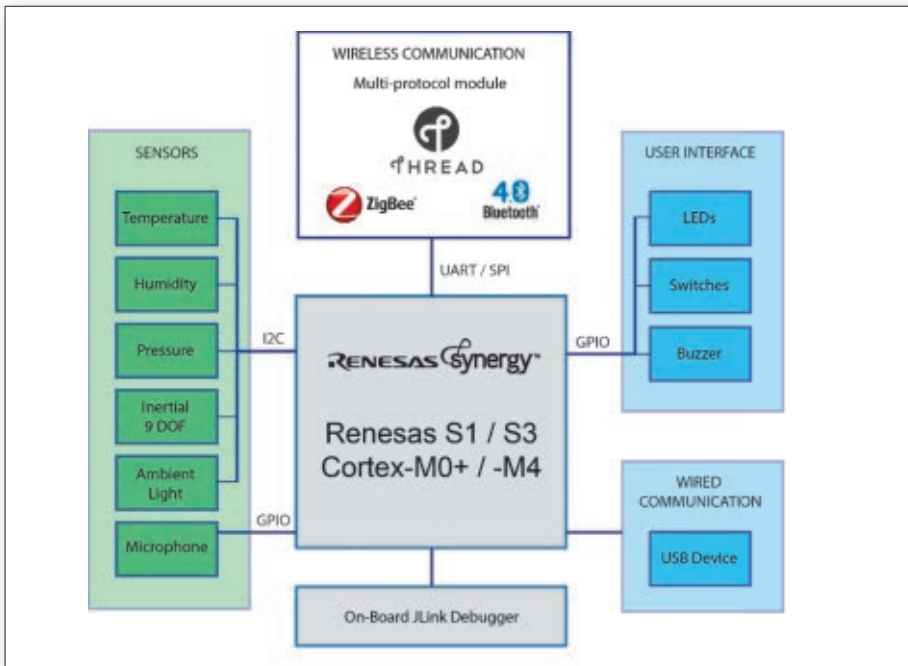 WIRELESS COMMUNICATION
Multi-protocol module
THREAD
ZigBee®
4.0
Bluetooth®
UART / SPI
SENSORS
Temperature
Humidity
Pressure
Inertial
9 DOF
Ambient
Light
Microphone
I2C
GPIO
RENESAS Synergy™
Renesas S1 / S3
Cortex-M0+ / -M4
GPIO
USER INTERFACE
LEDs
Switches
Buzzer
WIRED
COMMUNICATION
USB Device
On-Board JLink Debugger